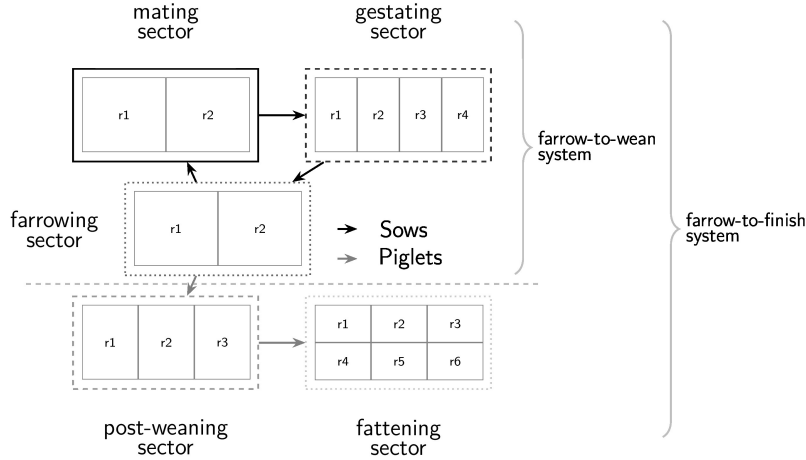 mating
sector
gestating
sector
r1 r2
r1 r2 r3 r4
farrow-to-wean
system
farrowing
sector
r1 r2
Sows
Piglets
farrow-to-finish
system
r1 r2 r3
r1 r2 r3
r4 r5 r6
post-weaning
sector
fattening
sector